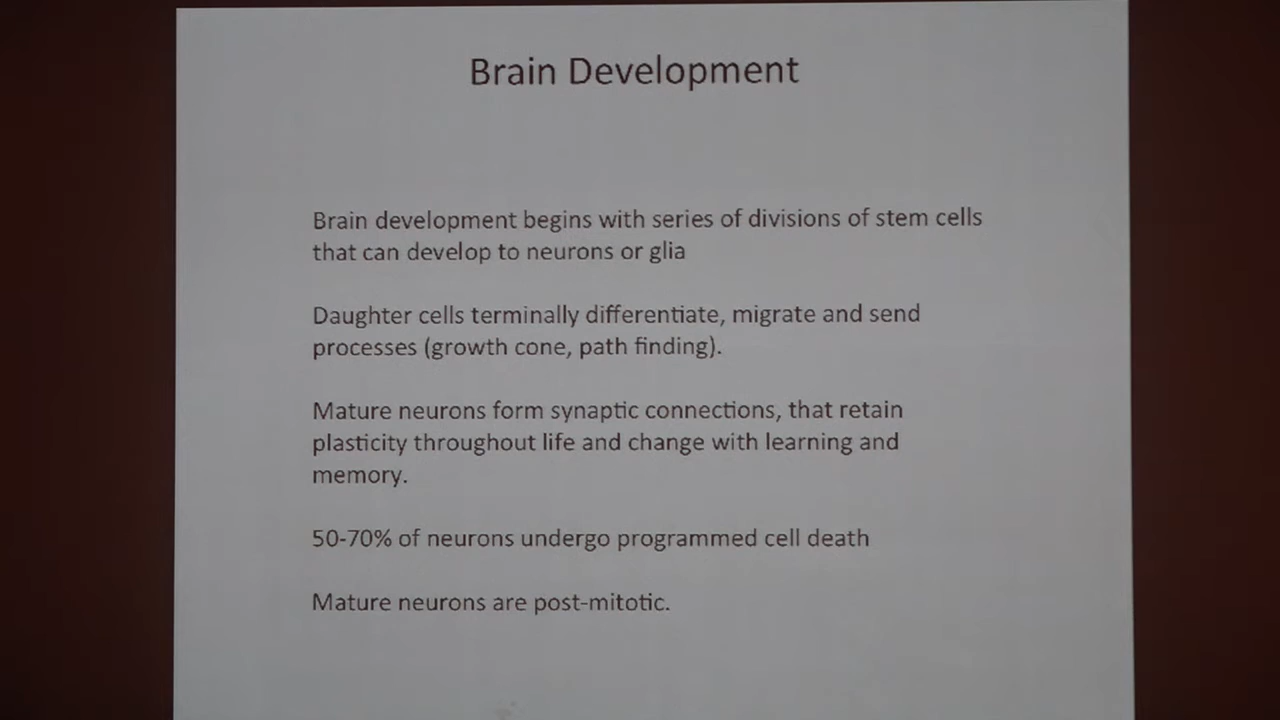 Brain Development
Brain development begins with series of divisions of stem cells
that can develop to neurons or glia
Daughter cells terminally differentiate, migrate and send
processes (growth cone, path finding).
Mature neurons form synaptic connections, that retain
plasticity throughout life and change with learning and
memory.
50-70% of neurons undergo programmed cell death
Mature neurons are post-mitotic.